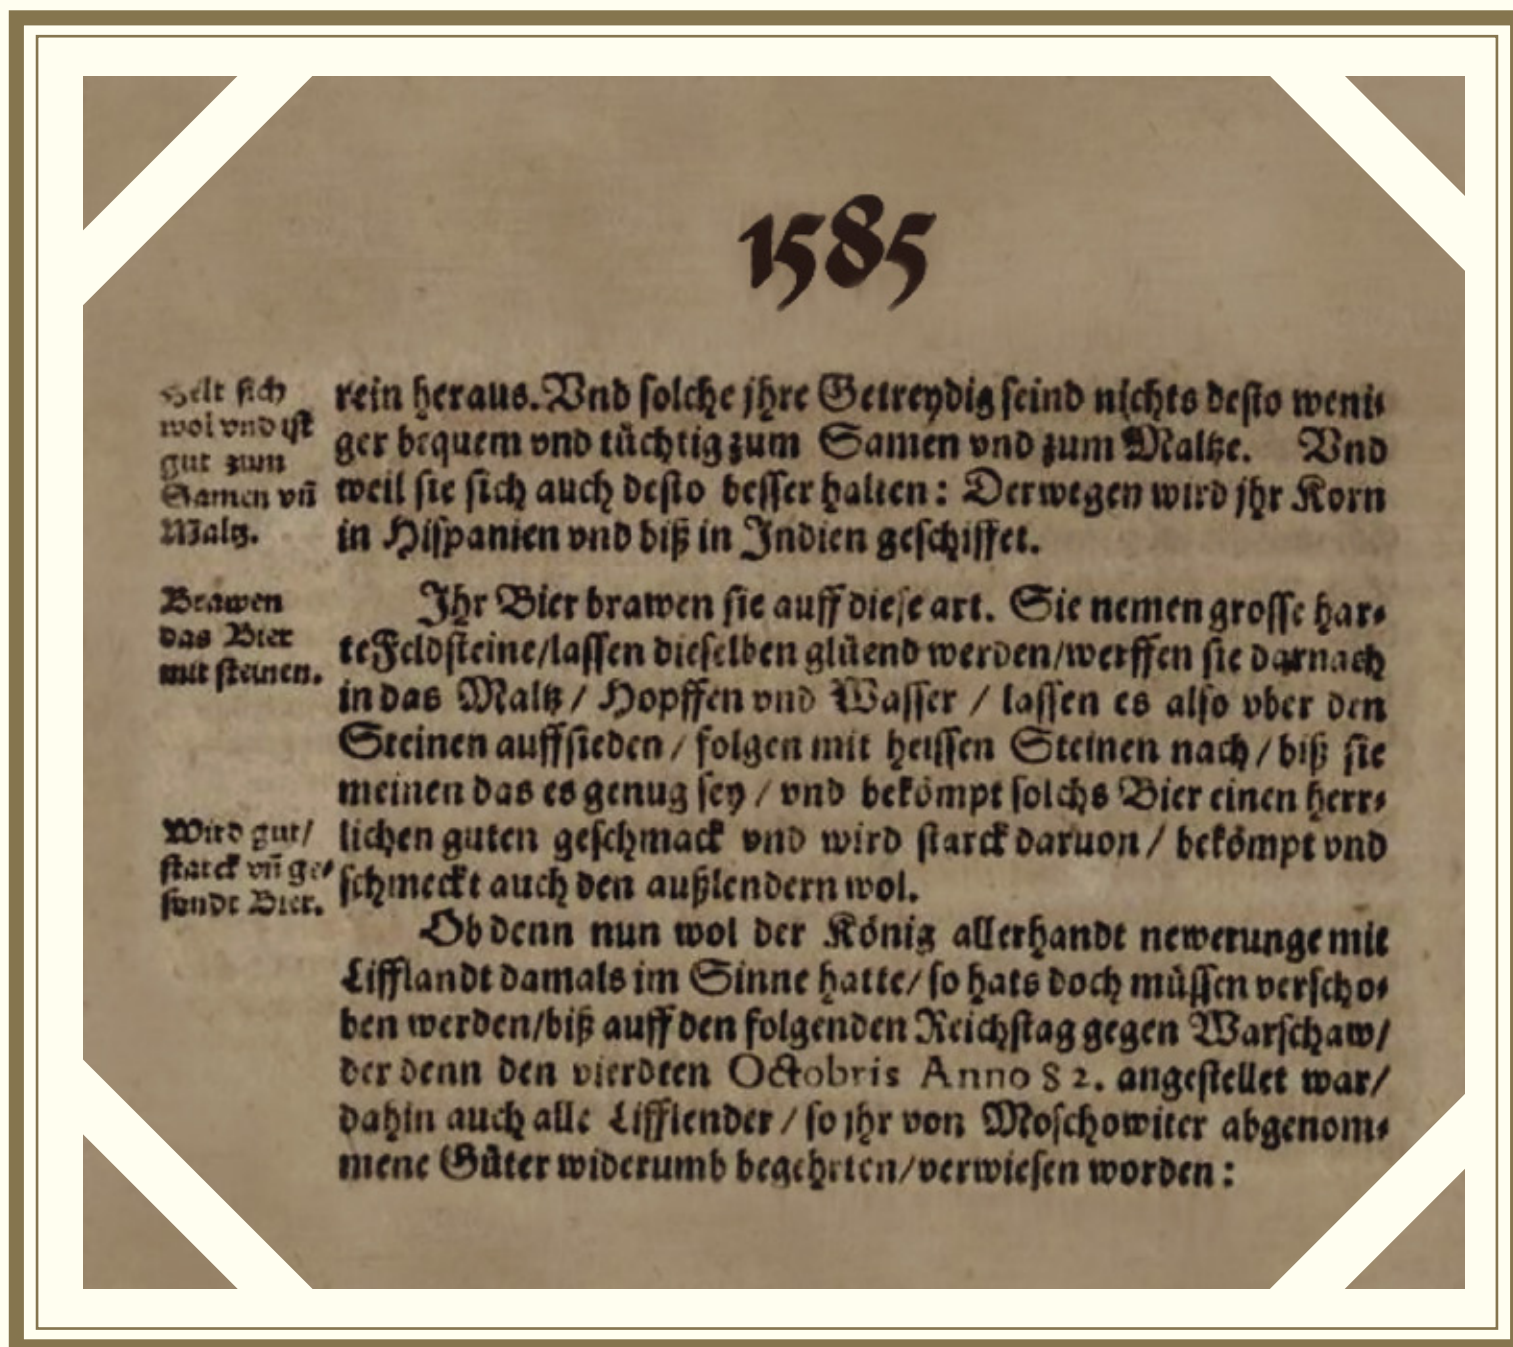 1585
Helt sich
wol vnd ist
gut zum
Samen vñ
Maltz.
rein heraus. Vnd solche jhre Getreydig seind nichts desto weni⸗
ger bequem vnd tüchtig zum Samen vnd zum Maltze. Vnd
weil sie sich auch desto besser halten: Derwegen wird jhr Korn
in Hispanien vnd biß in Indien geschiffet.
Brawen
das Bier
mit steinen.
Ihr Bier brawen sie auff diese art. Sie nemen grosse har⸗
te Feldsteine/lassen dieselben glüend werden/werffen sie darnach
in das Maltz / Hopffen vnd Wasser / lassen es also vber den
Steinen auffsieden / folgen mit heissen Steinen nach / biß sie
meinen das es genug sey / vnd bekömpt solchs Bier einen herr⸗
Wird gut/
starck vñ ge⸗
sundt Bier.
lichen guten geschmack vnd wird starck daruon / bekömpt vnd
schmeckt auch den außlendern wol.
Ob denn nun wol der König allerhandt newerunge mit
Lifflandt damals im Sinne hatte/ so hats doch müssen verscho⸗
ben werden/biß auff den folgenden Reichstag gegen Warschaw/
der denn den vierdten Octobris Anno 82. angestellet war/
dahin auch alle Lifflender / so jhr von Moschowiter abgenom⸗
mene Güter widerumb begehrten/verwiesen worden: